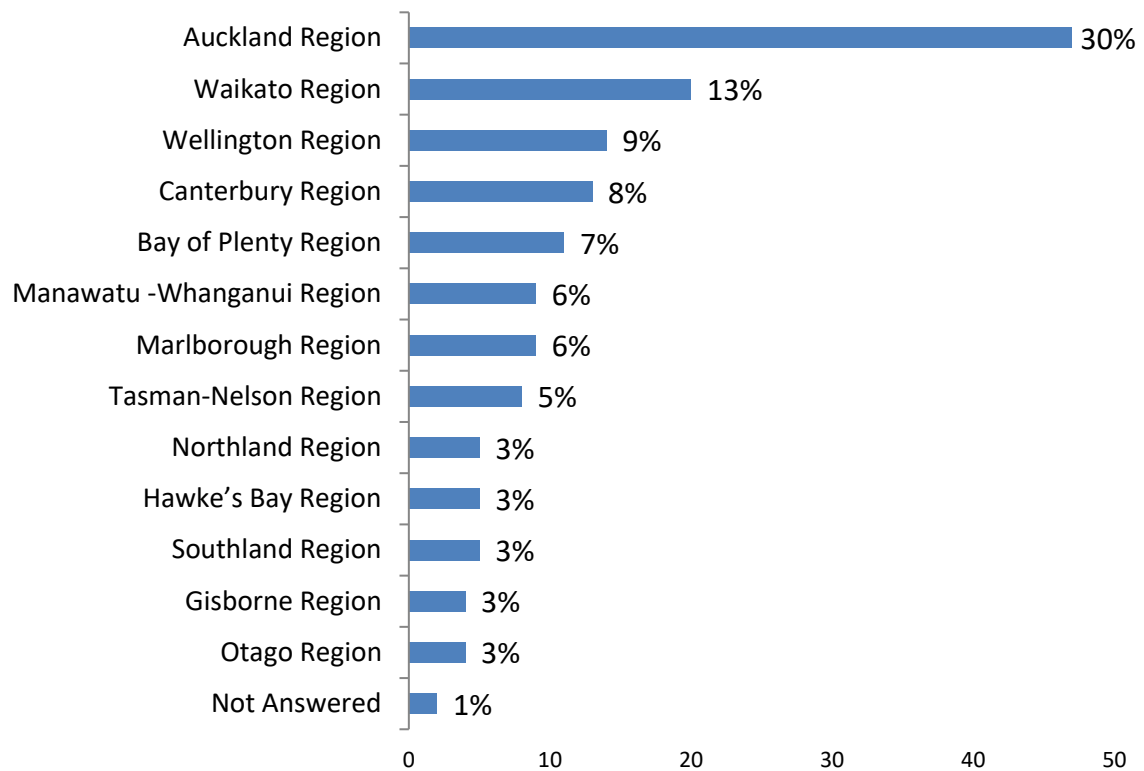 Auckland Region 30%
Waikato Region 13%
Wellington Region 9%
Canterbury Region 8%
Bay of Plenty Region 7%
Manawatu -Whanganui Region 6%
Marlborough Region 6%
Tasman-Nelson Region 5%
Northland Region 3%
Hawke’s Bay Region 3%
Southland Region 3%
Gisborne Region 3%
Otago Region 3%
Not Answered 1%
0 10 20 30 40 50